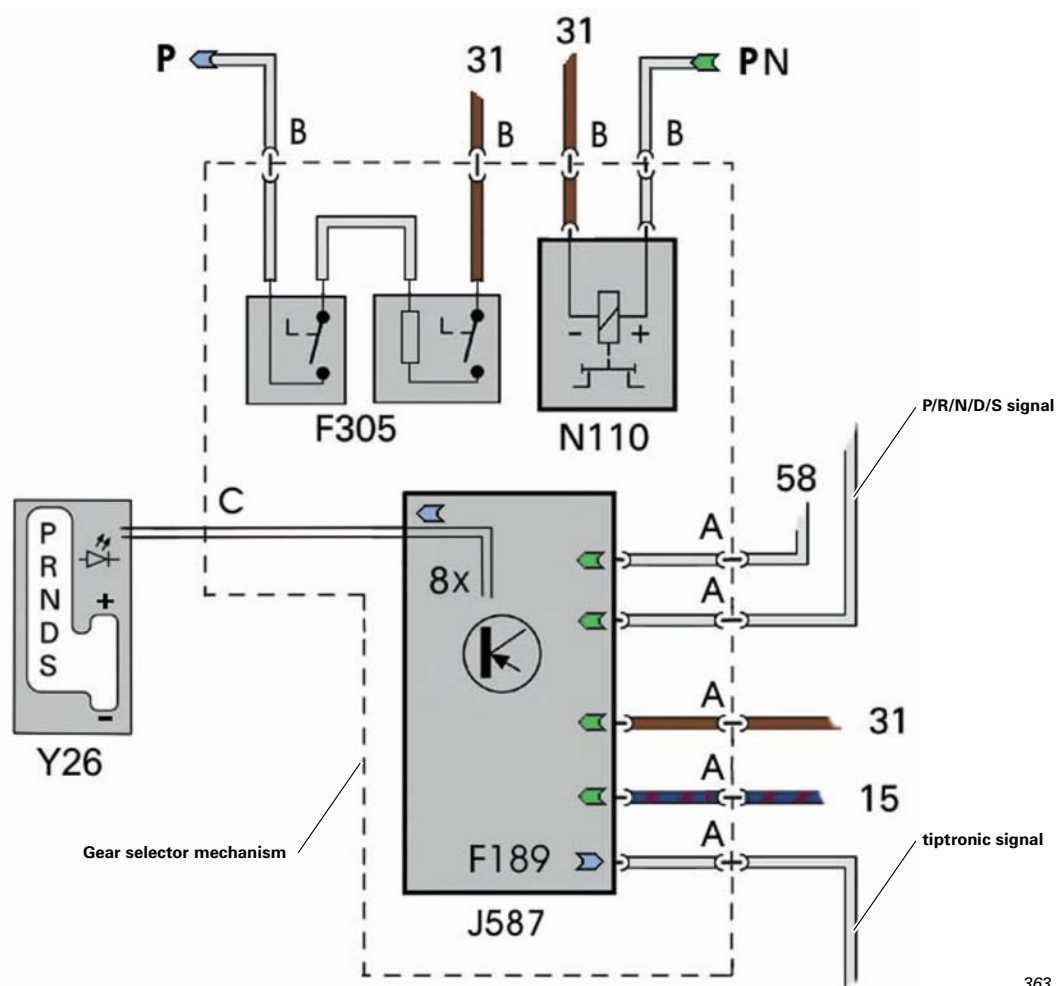 31
31
P
PN
B
B
B
B
F305
N110
P/R/N/D/S signal
58
C
A
P
R
N
D
S
+
-
8X
A
Y26
A
31
A
15
Gear selector mechanism
A
tiptronic signal
F189
J587
- +
363